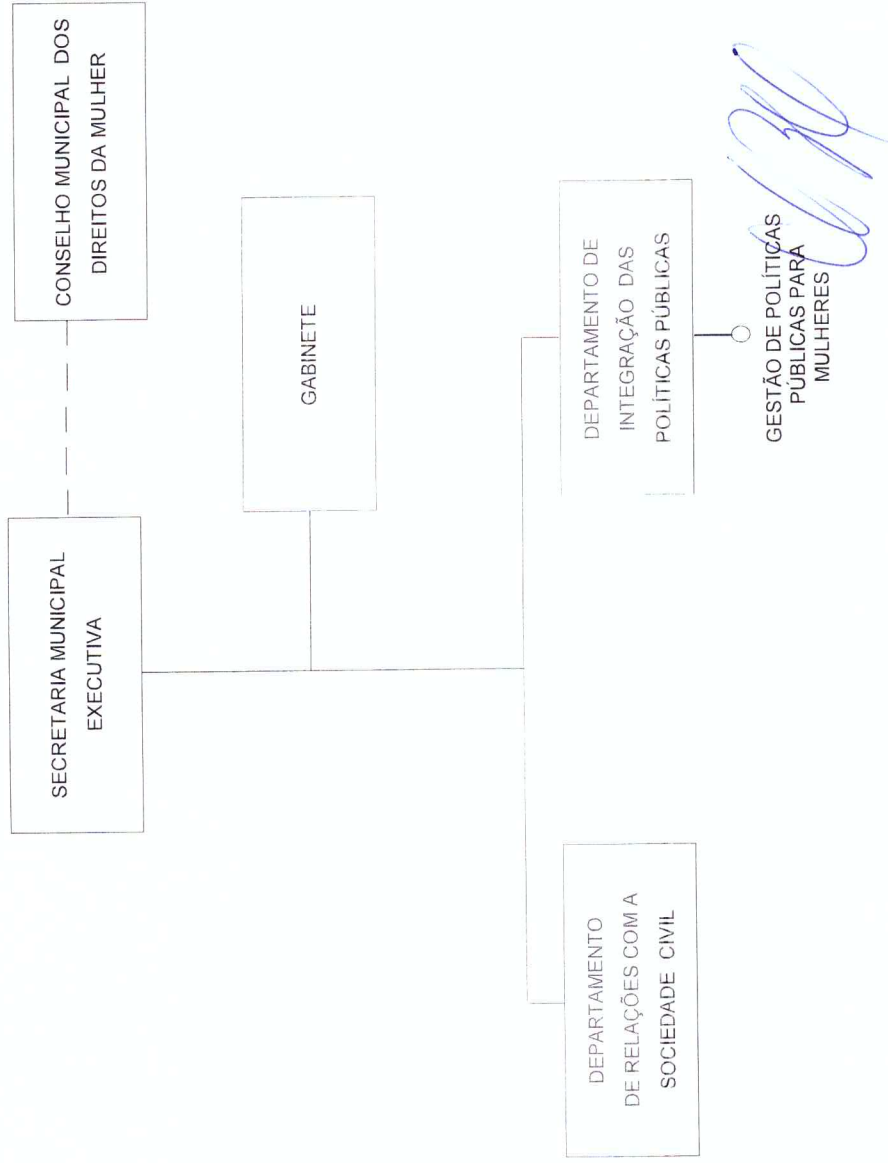 SECRETARIA MUNICIPAL
EXECUTIVA
CONSELHO MUNICIPAL DOS
DIREITOS DA MULHER
GABINETE
DEPARTAMENTO
DE RELAÇÕES COM A
SOCIEDADE CIVIL
DEPARTAMENTO DE
INTEGRAÇÃO DAS
POLÍTICAS PÚBLICAS
GESTÃO DE POLÍTICAS
PÚBLICAS PARA
MULHERES